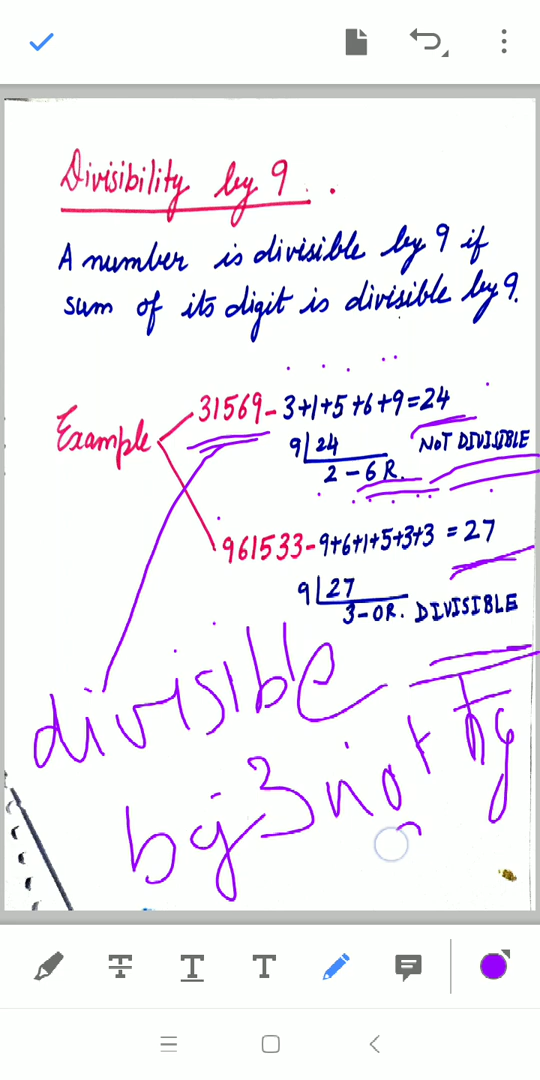 Divisibility by 9 . .
A number is divisible by 9 if
sum of its digit is divisible by 9.
Example
31569 - 3+1+5+6+9=24
9 24 NOT DIVISIBLE
2 - 6 R.
961533 - 9+6+1+5+3+3 = 27
9 27
3 - 0R. DIVISIBLE
divisible
by 3 not by
T T T